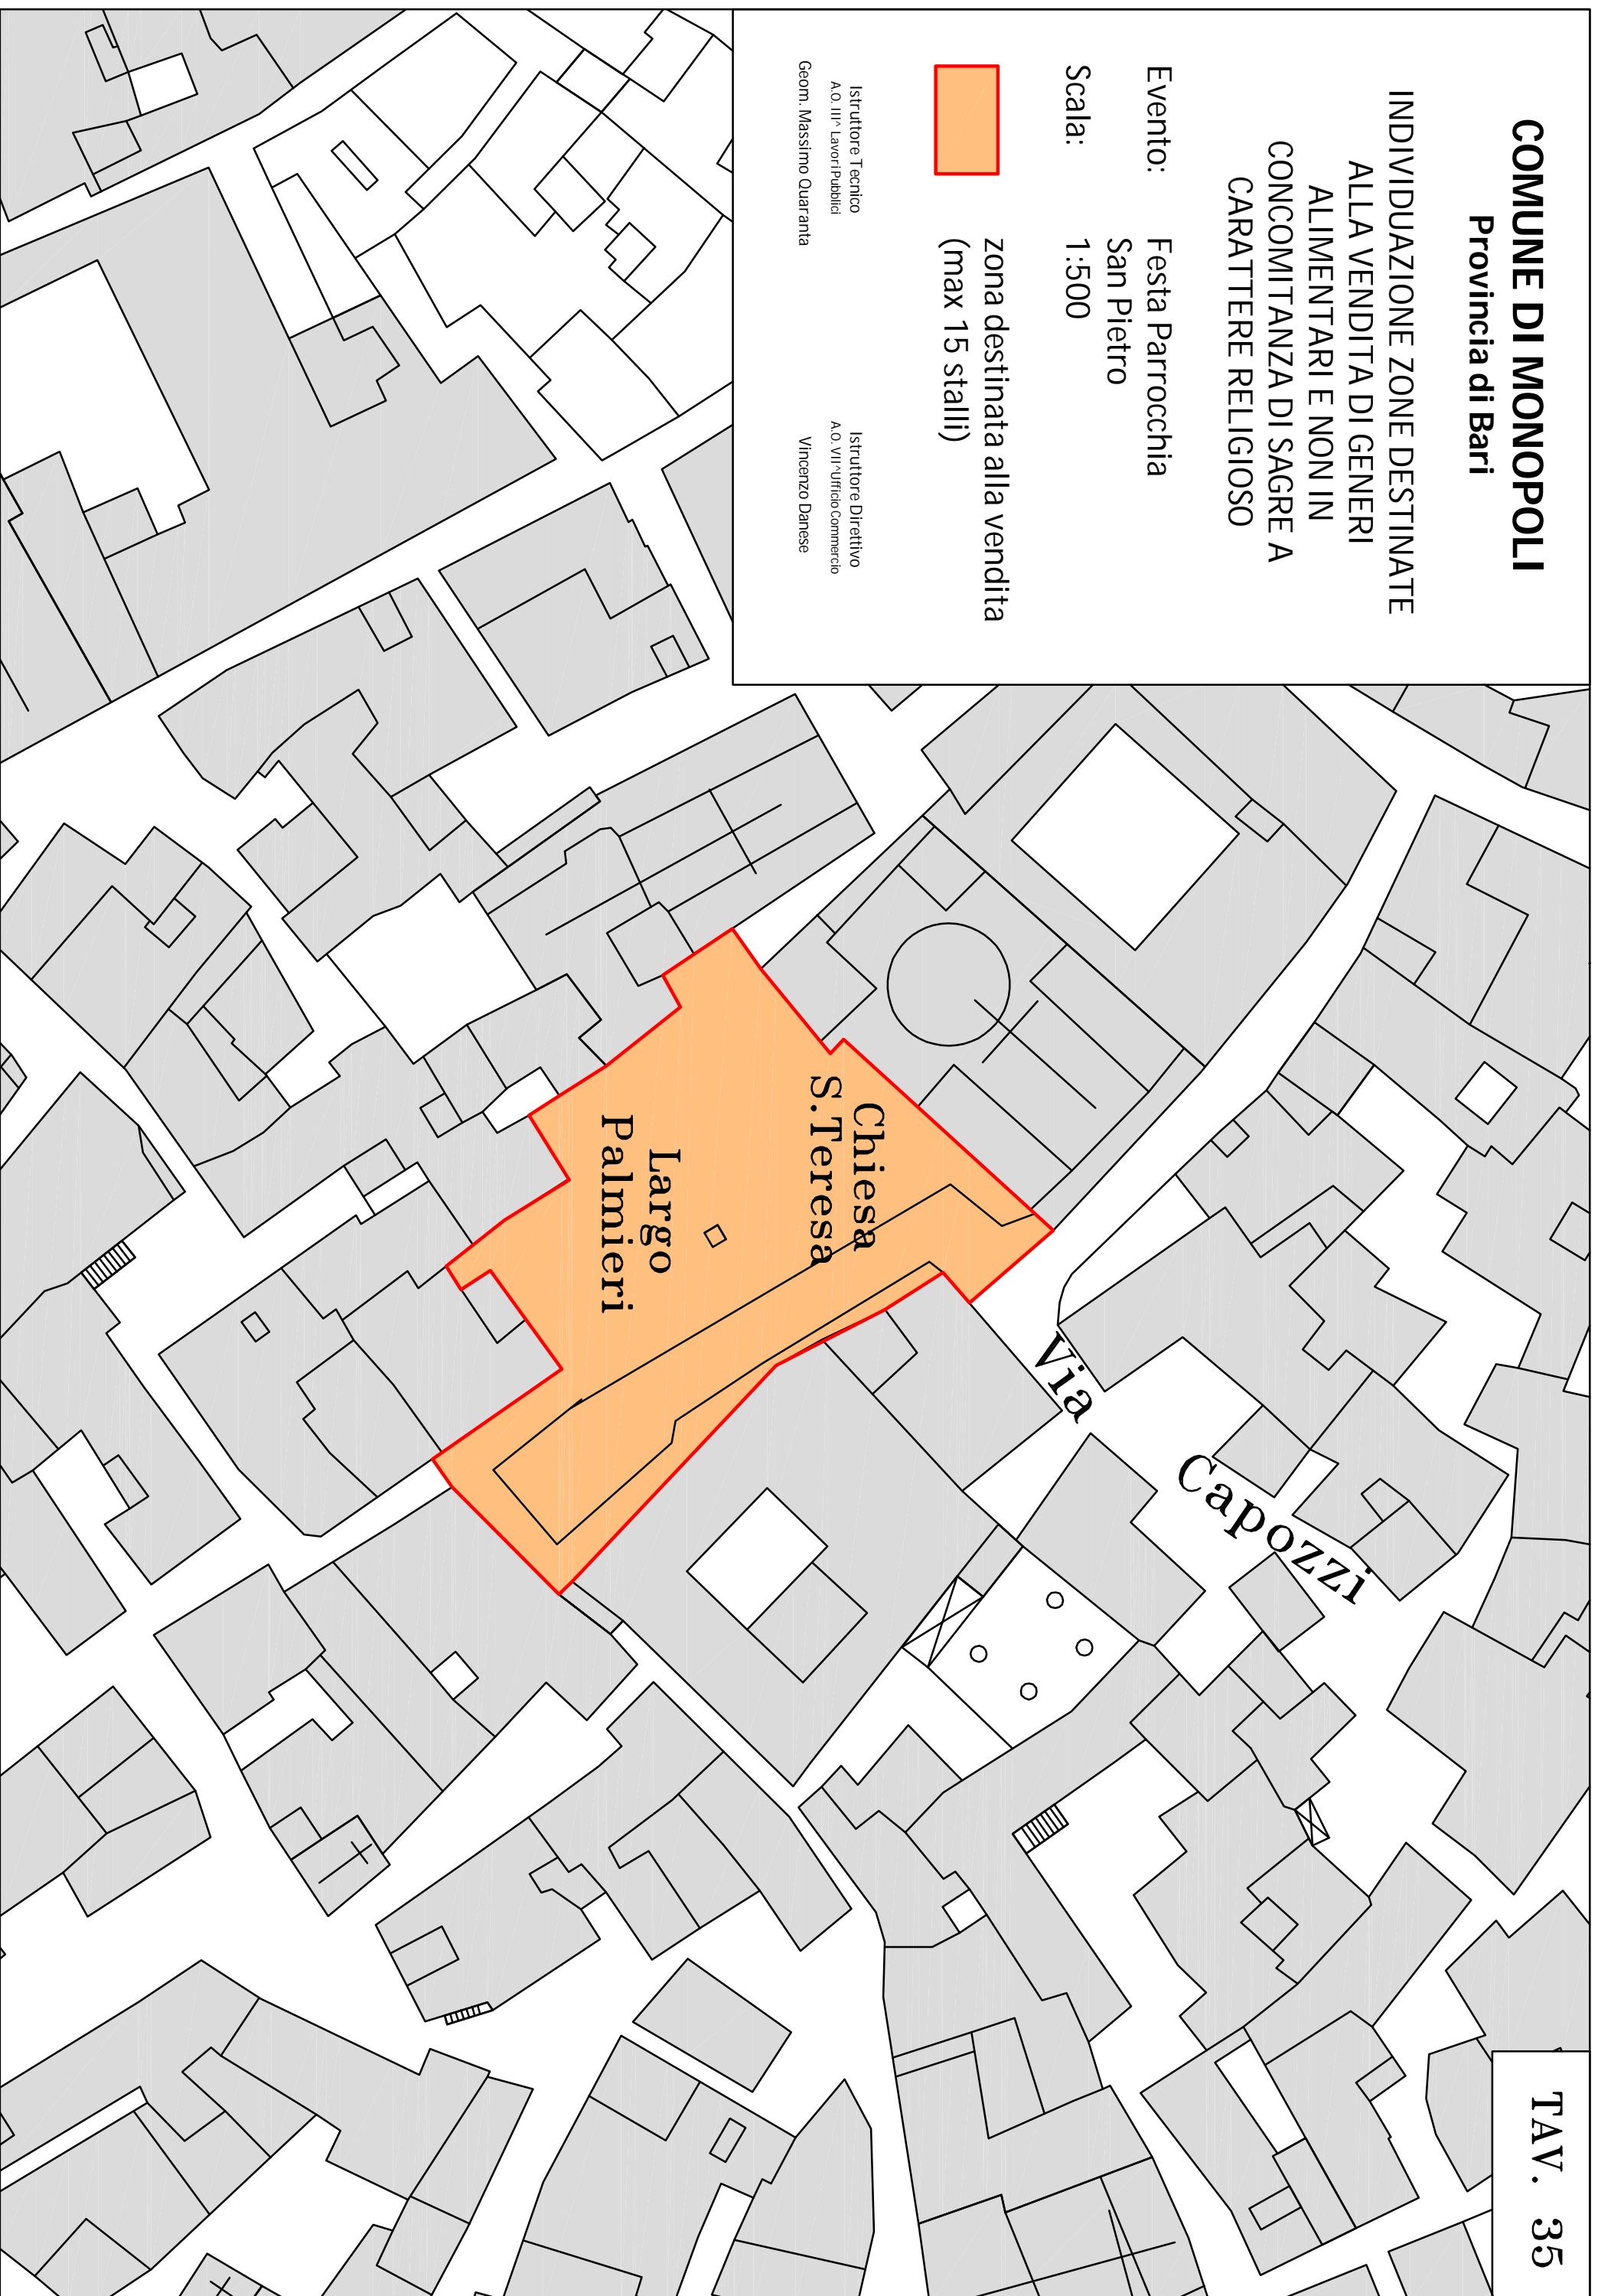 COMUNE DI MONOPOLI
Provincia di Bari
INDIVIDUAZIONE ZONE DESTINATE
ALLA VENDITA DI GENERI
ALIMENTARI E NON IN
CONCOMITANZA DI SAGRE A
CARATTERE RELIGIOSO
Evento: Festa Parrocchia
San Pietro
Scala: 1:500
zona destinata alla vendita
(max 15 stalli)
Istruttore Tecnico
A.O. III^ Lavori Pubblici
Geom. Massimo Quaranta
Istruttore Direttivo
A.O. VII^Ufficio Commercio
Vincenzo Danese
Chiesa
S.Teresa
Largo
Palmieri
Via Capozzi
TAV. 35